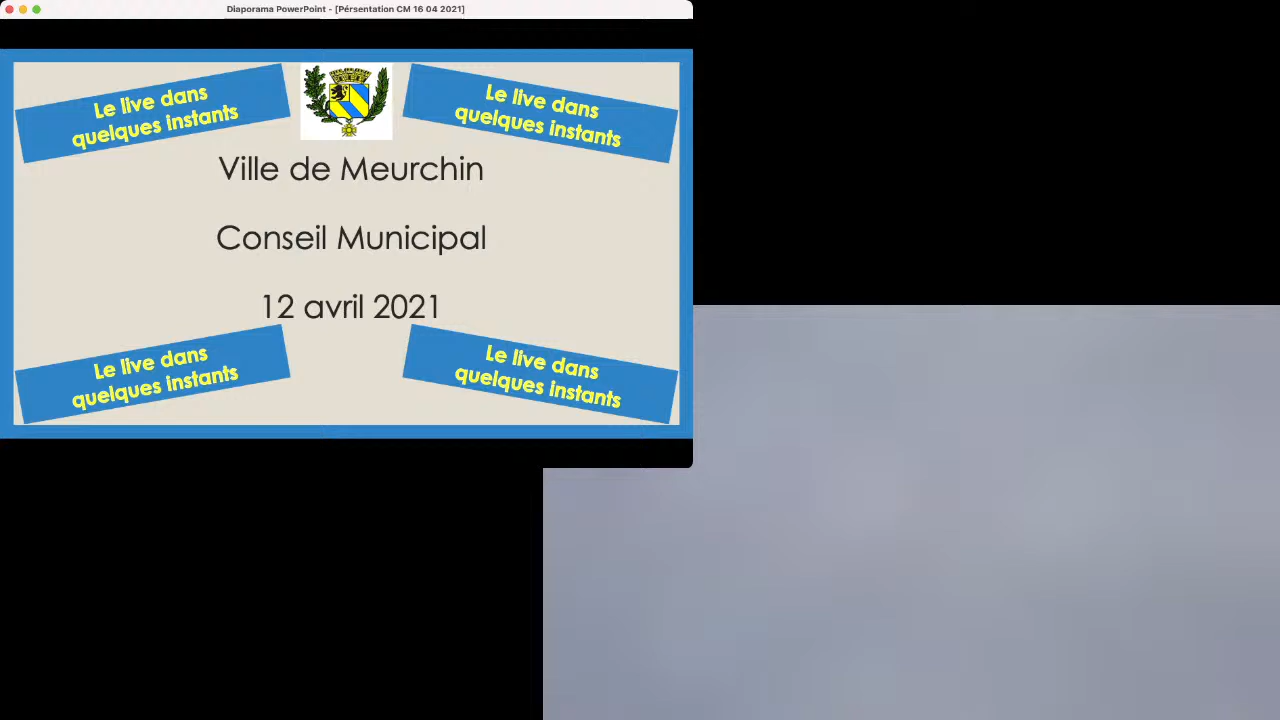 Diaporama PowerPoint - [Pérsentation CM 16 04 2021]
Le live dans
quelques instants
Le live dans
quelques instants
Ville de Meurchin
Conseil Municipal
12 avril 2021
Le live dans
quelques instants
Le live dans
quelques instants